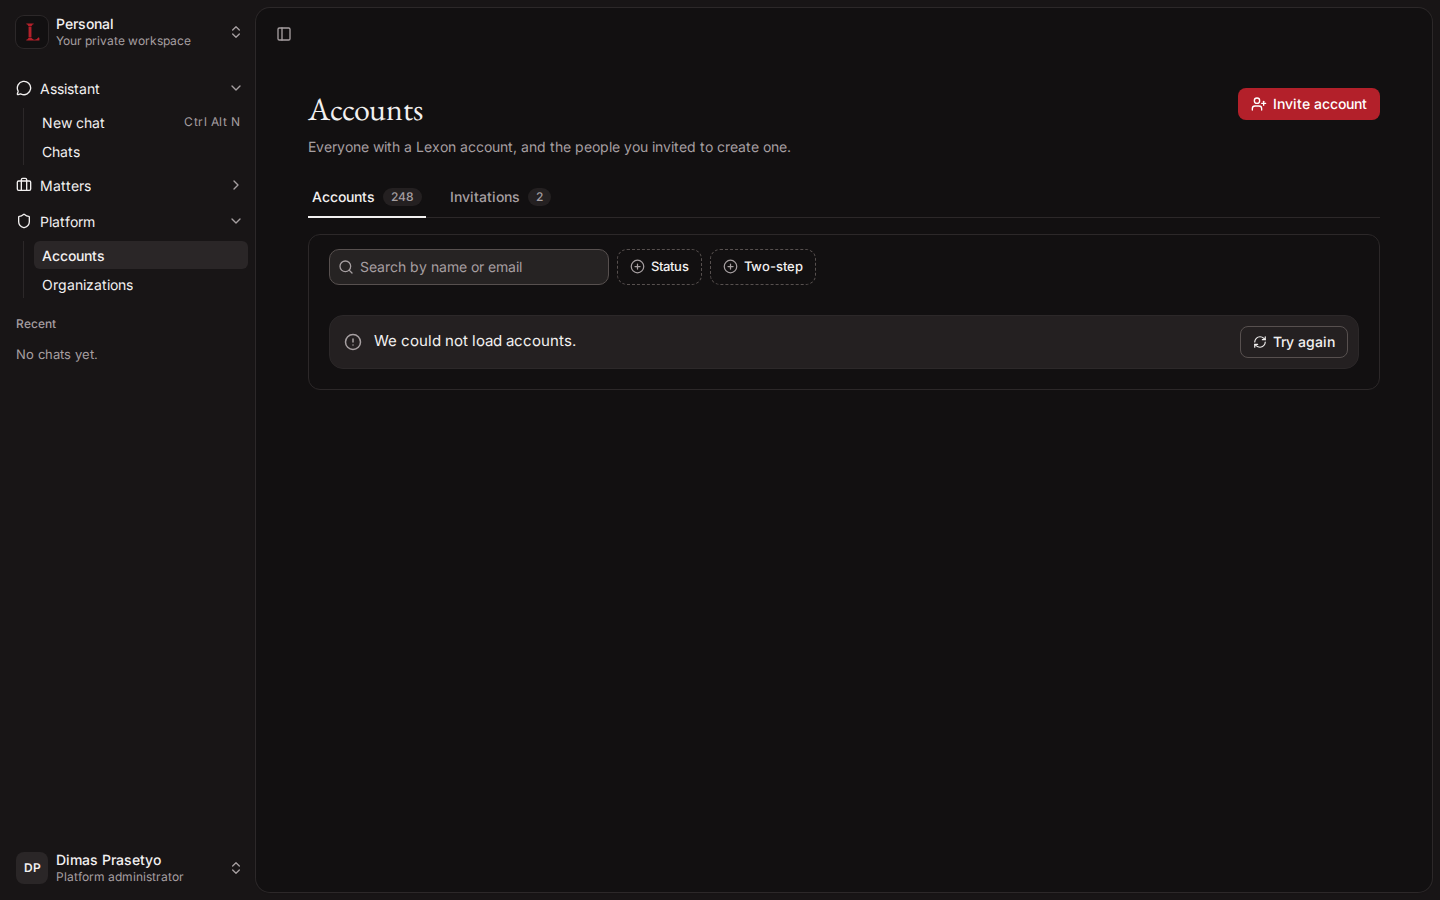 L
Personal
Your private workspace
Assistant
New chat Ctrl Alt N
Chats
Matters
Platform
Accounts
Organizations
Recent
No chats yet.
DP
Dimas Prasetyo
Platform administrator
Accounts
Invite account
Everyone with a Lexon account, and the people you invited to create one.
Accounts 248 Invitations 2
Search by name or email Status Two-step
We could not load accounts. Try again